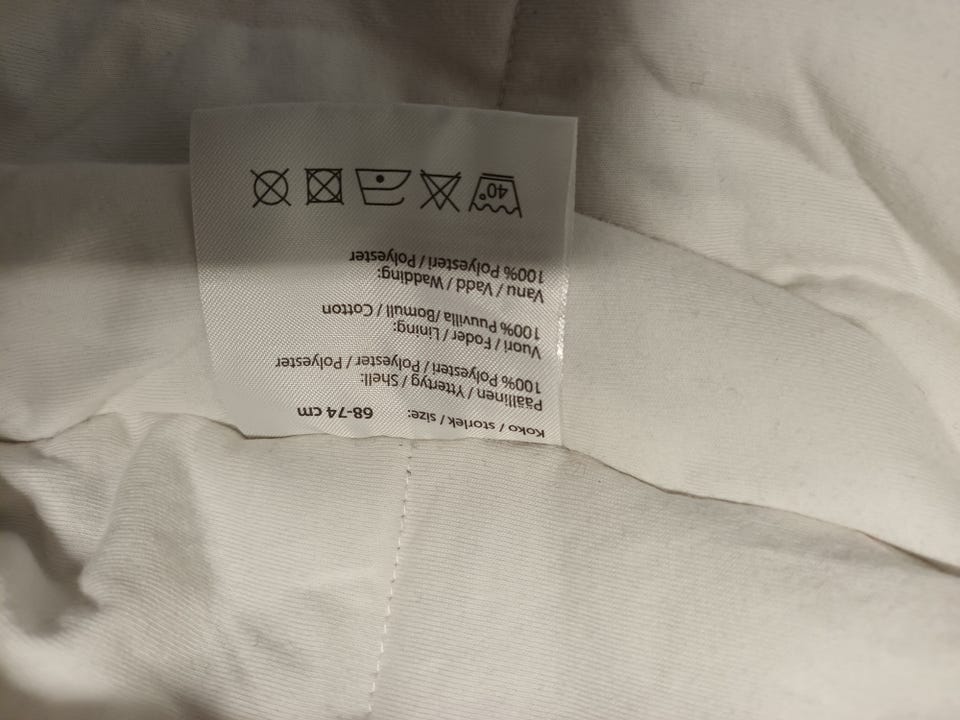 Koko / storlek / size: 68-74 cm
Päällinen / Yttertyg / Shell:
100% Polyesteri / Polyester / Polyester
Vuori / Foder / Lining:
100% Puuvilla/Bomull / Cotton
Vanu / Vadd / Wadding:
100% Polyesteri / Polyester
40°